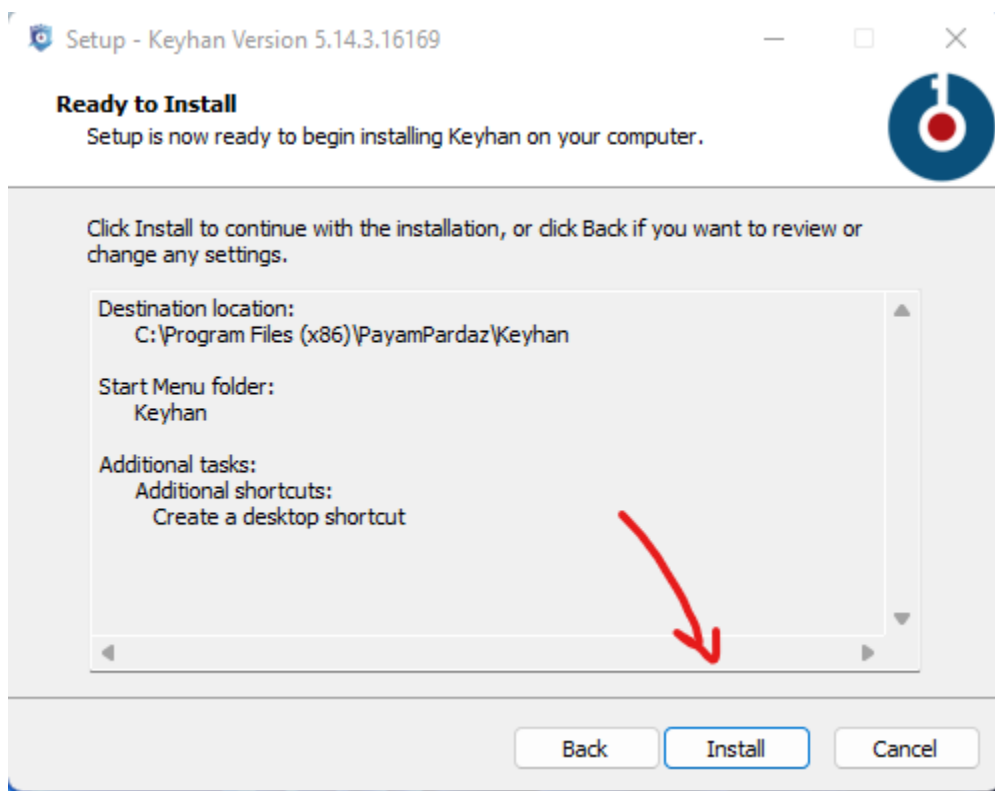 Setup - Keyhan Version 5.14.3.16169
Ready to Install
Setup is now ready to begin installing Keyhan on your computer.
Click Install to continue with the installation, or click Back if you want to review or
change any settings.
Destination location:
C:\Program Files (x86)\PayamPardaz\Keyhan
Start Menu folder:
Keyhan
Additional tasks:
Additional shortcuts:
Create a desktop shortcut
Back Install Cancel